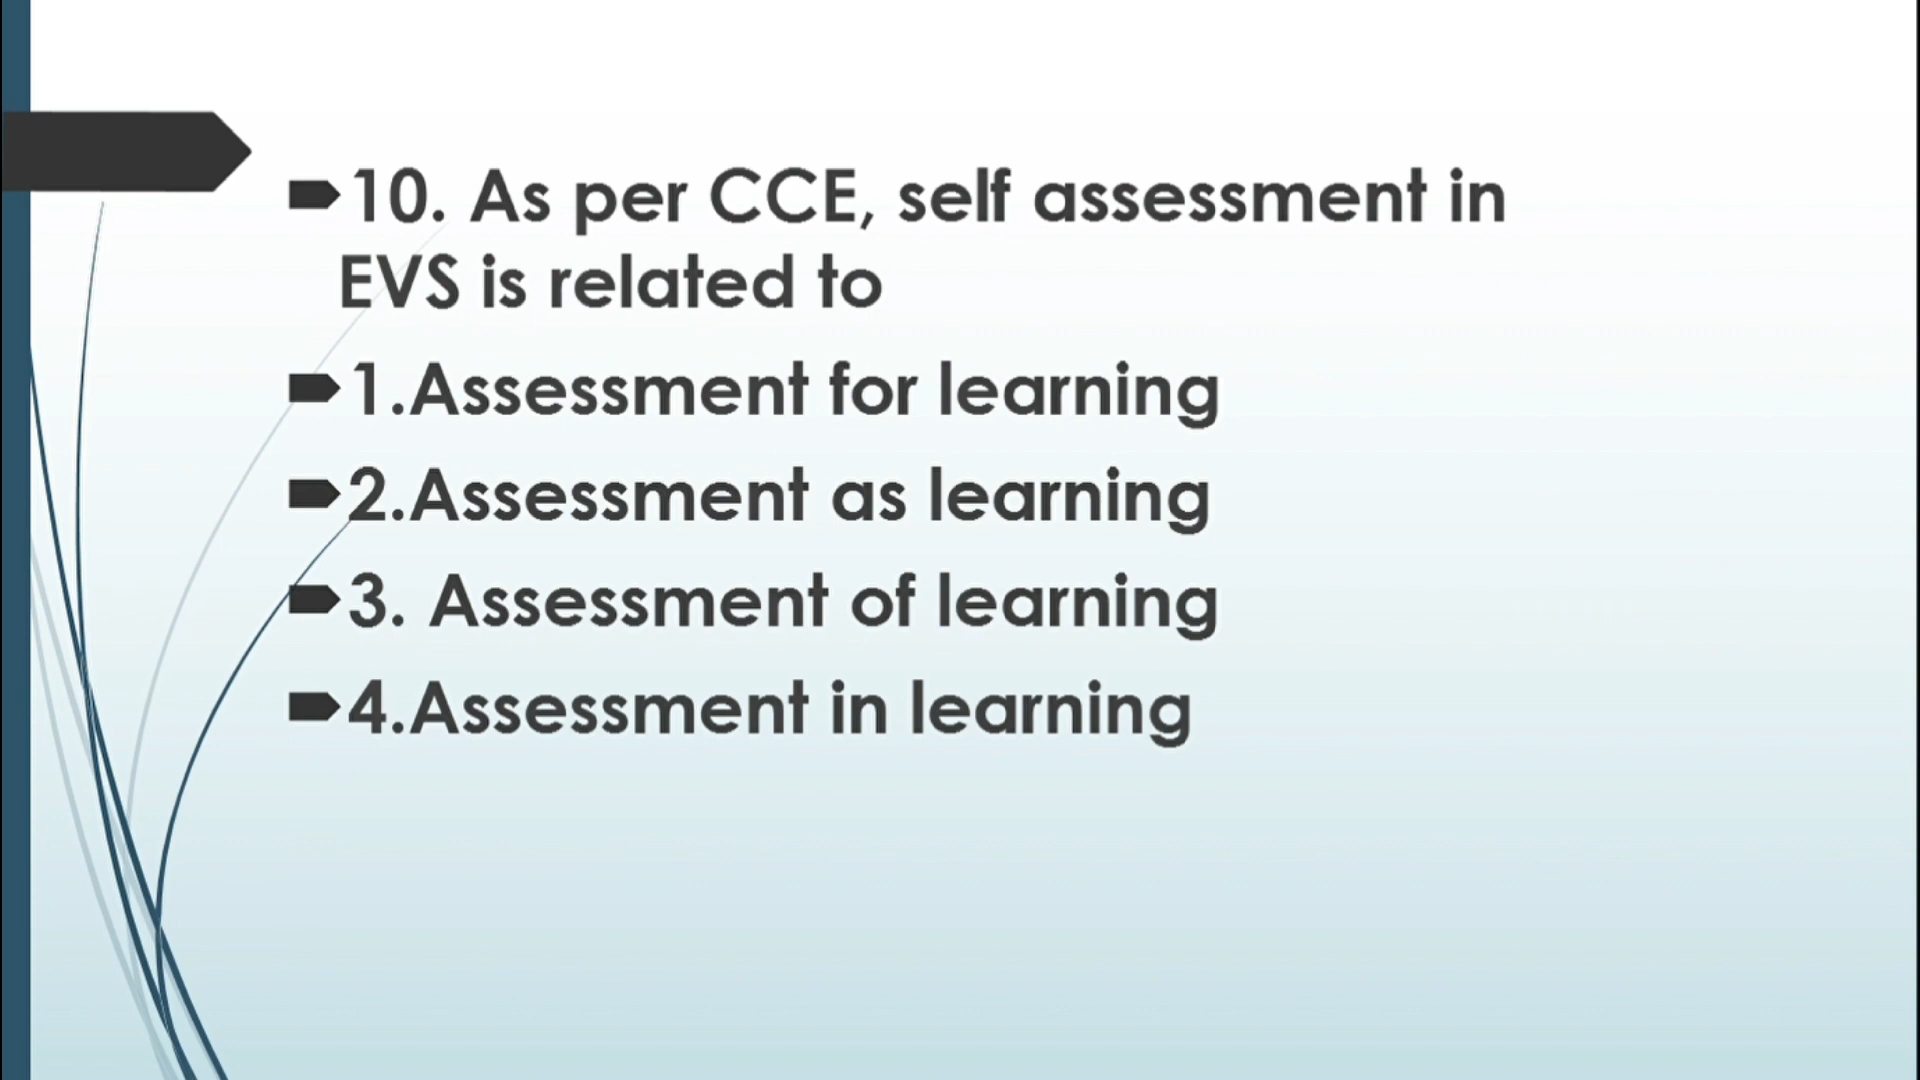 10. As per CCE, self assessment in
EVS is related to
1.Assessment for learning
2.Assessment as learning
3. Assessment of learning
4.Assessment in learning